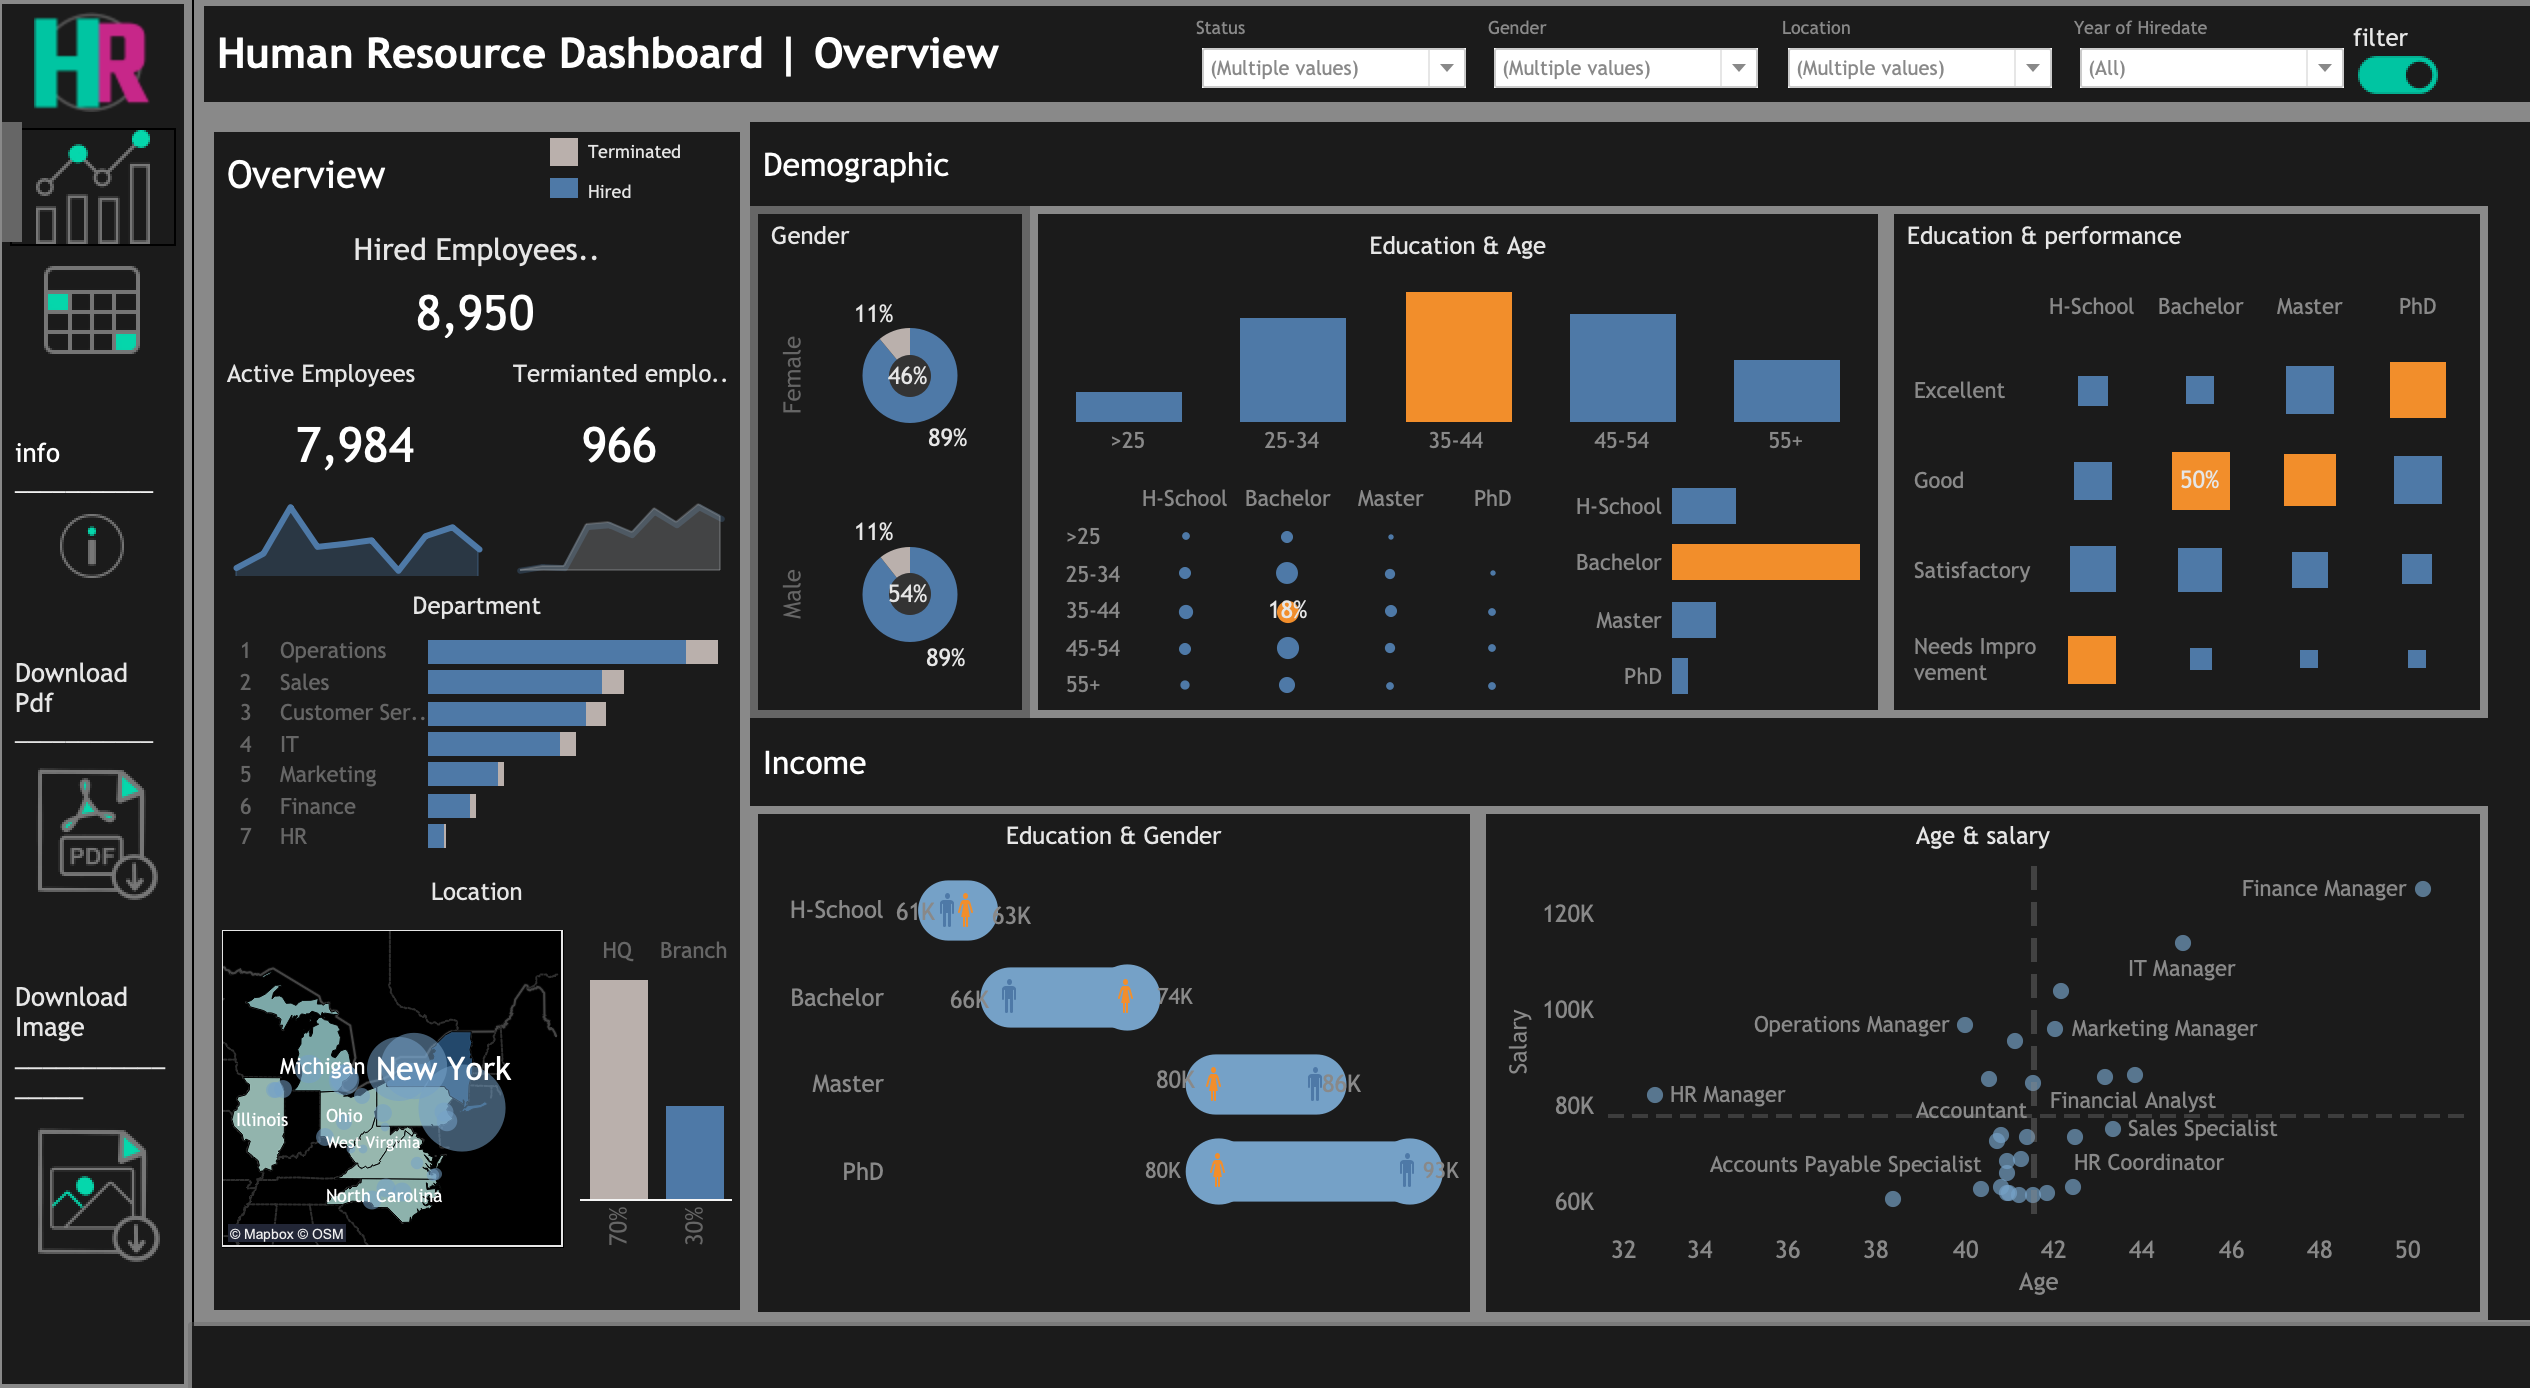 HR
Human Resource Dashboard | Overview
Status
(Multiple values)
Gender
(Multiple values)
Location
(Multiple values)
Year of Hiredate
(All)
filter
info
Download
Pdf
PDF
Download
Image
Overview
Terminated
Hired
Hired Employees..
8,950
Active Employees
7,984
Termianted emplo..
966
Department
1 Operations
2 Sales
3 Customer Ser..
4 IT
5 Marketing
6 Finance
7 HR
Location
Michigan
New York
Illinois
Ohio
West Virginia
North Carolina
© Mapbox © OSM
HQ Branch
70% 30%
Demographic
Gender
Female
11%
46%
89%
Male
11%
54%
89%
Education & Age
>25 25-34 35-44 45-54 55+
H-School Bachelor Master PhD
>25
25-34
35-44 18%
45-54
55+
H-School
Bachelor
Master
PhD
Education & performance
H-School Bachelor Master PhD
Excellent
Good 50%
Satisfactory
Needs Impro
vement
Income
Education & Gender
H-School 61K 63K
Bachelor 66K 74K
Master 80K 86K
PhD 80K 93K
Age & salary
Salary
120K
100K
80K
60K
Finance Manager
IT Manager
Operations Manager
Marketing Manager
HR Manager
Accountant
Financial Analyst
Sales Specialist
Accounts Payable Specialist
HR Coordinator
32 34 36 38 40 42 44 46 48 50
Age